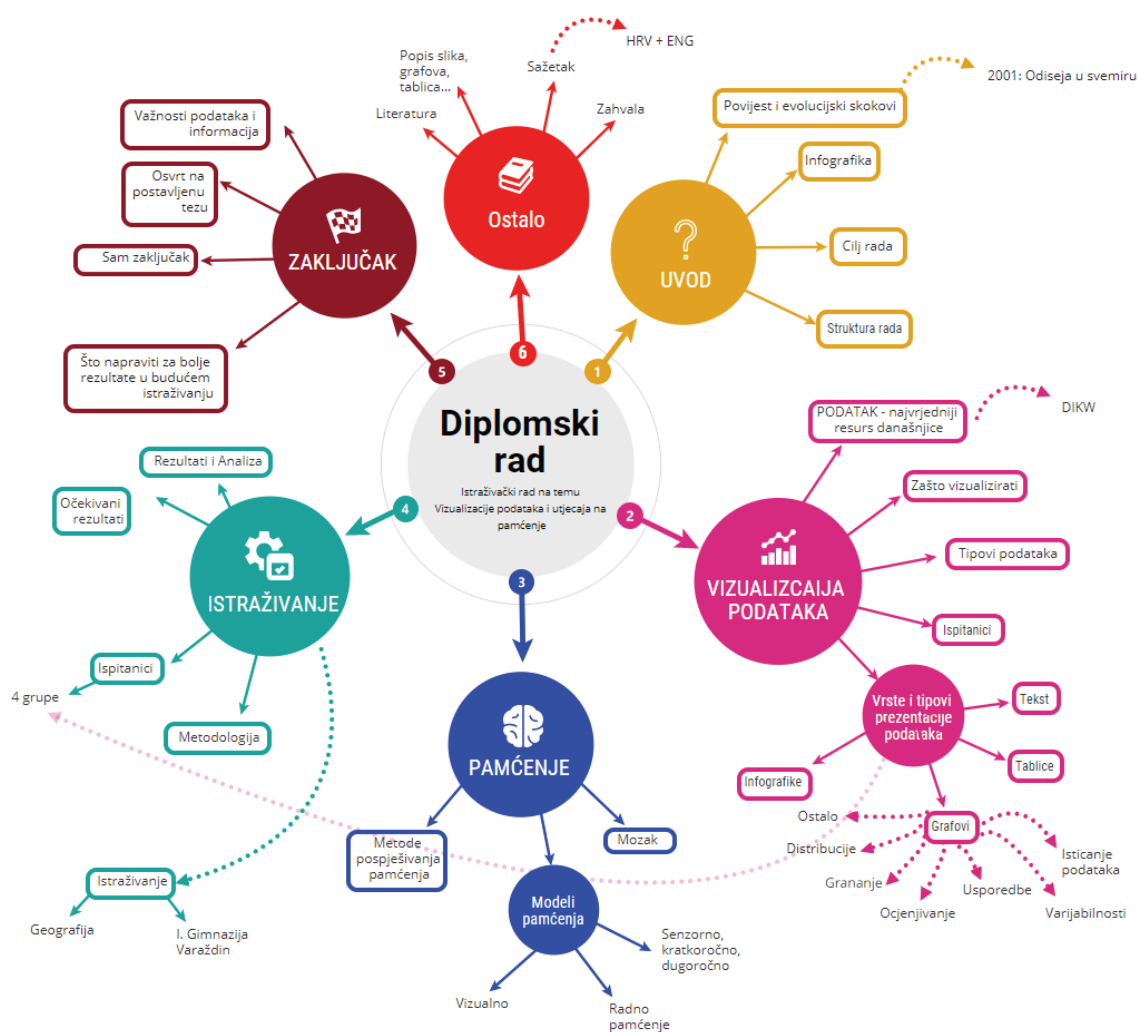 Diplomski
rad
Istraživački rad na temu
Vizualizacije podataka i utjecaja na
pamćenje
1
UVOD
Povijest i evolucijski skokovi
2001: Odiseja u svemiru
Infografika
Cilj rada
Struktura rada
2
VIZUALIZCAIJA
PODATAKA
PODATAK - najvrjedniji
resurs današnjice
DIKW
Zašto vizualizirati
Tipovi podataka
Ispitanici
Vrste i tipovi
prezentacije
podataka
Tekst
Tablice
Infografike
Grafovi
Ostalo
Distribucije
Grananje
Ocjenjivanje
Usporedbe
Varijabilnosti
Isticanje
podataka
3
PAMĆENJE
Metode
pospješivanja
pamćenja
Mozak
Modeli
pamćenja
Senzorno,
kratkoročno,
dugoročno
Vizualno
Radno
pamćenje
4
ISTRAŽIVANJE
Rezultati i Analiza
Očekivani
rezultati
Ispitanici
4 grupe
Metodologija
Istraživanje
Geografija
I. Gimnazija
Varaždin
5
ZAKLJUČAK
Važnosti podataka i
informacija
Osvrt na
postavljenu
tezu
Sam zaključak
Što napraviti za bolje
rezultate u budućem
istraživanju
6
Ostalo
Literatura
Popis slika,
grafova,
tablica...
Sažetak
HRV + ENG
Zahvala